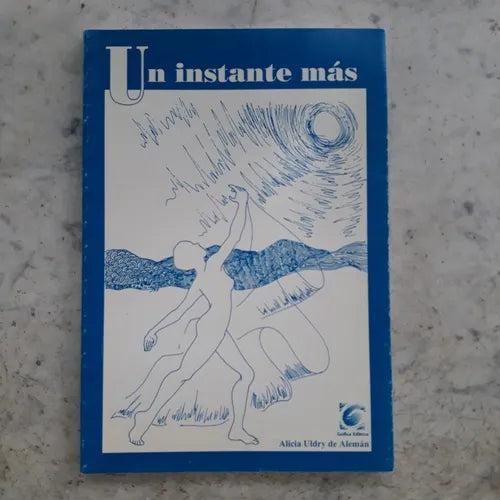 Un instante más
Alicia Uldry de Alemán